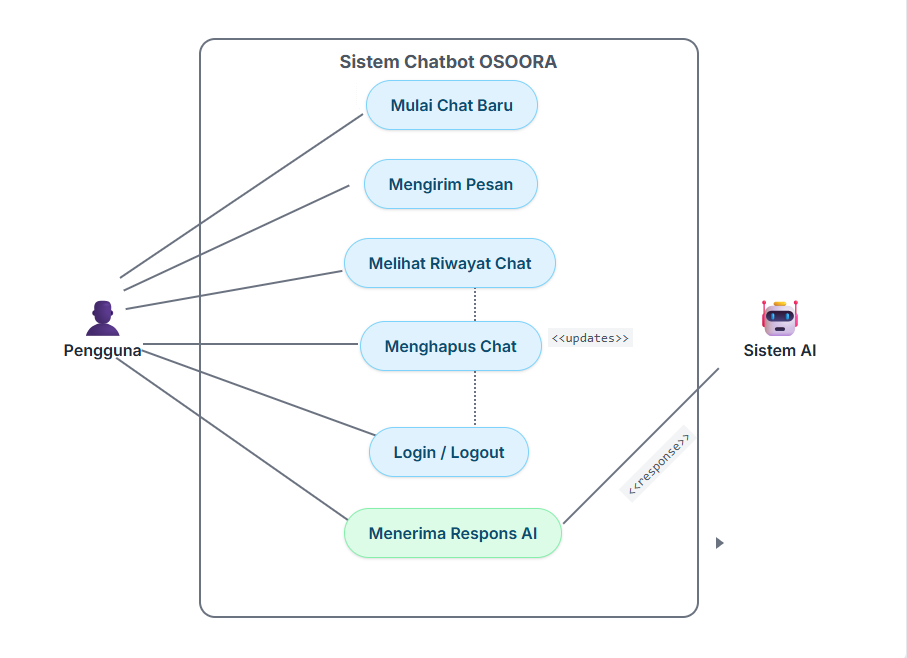 Sistem Chatbot OSOORA
Mulai Chat Baru
Mengirim Pesan
Melihat Riwayat Chat
Menghapus Chat
<<updates>>
Pengguna
Sistem AI
Login / Logout
<<response>>
Menerima Respons AI